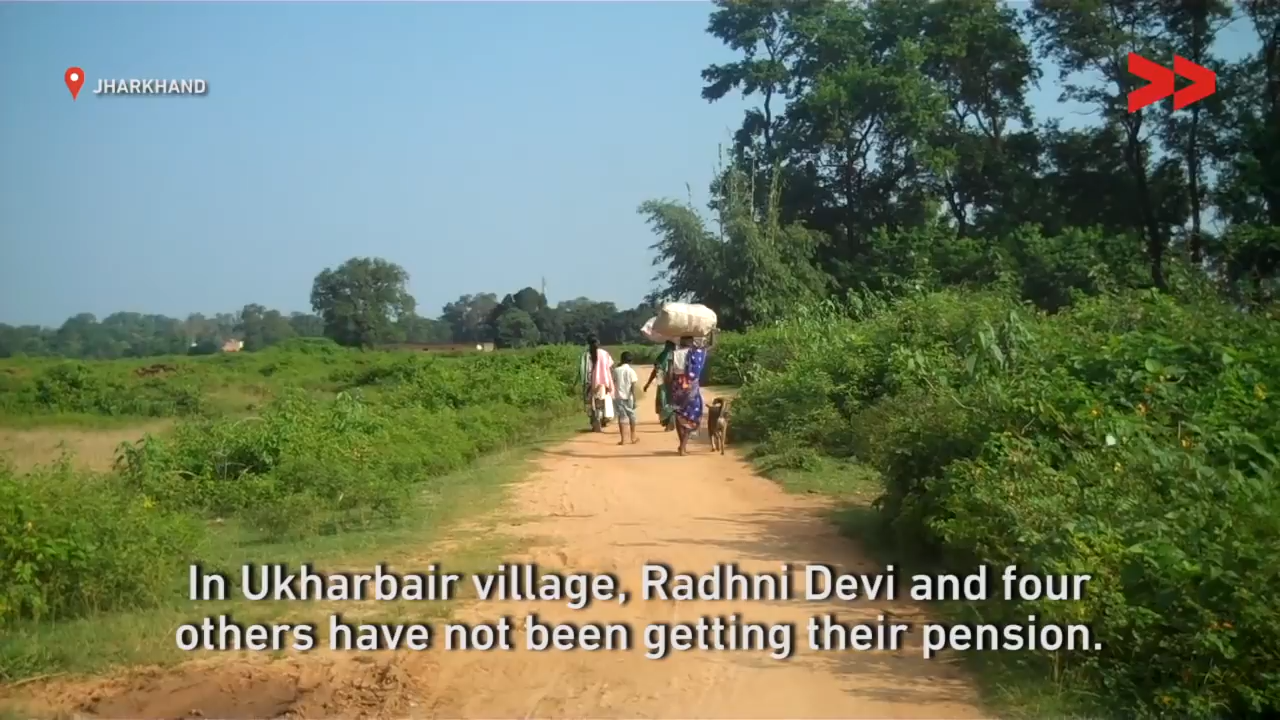 JHARKHAND
In Ukharbair village, Radhni Devi and four
others have not been getting their pension.